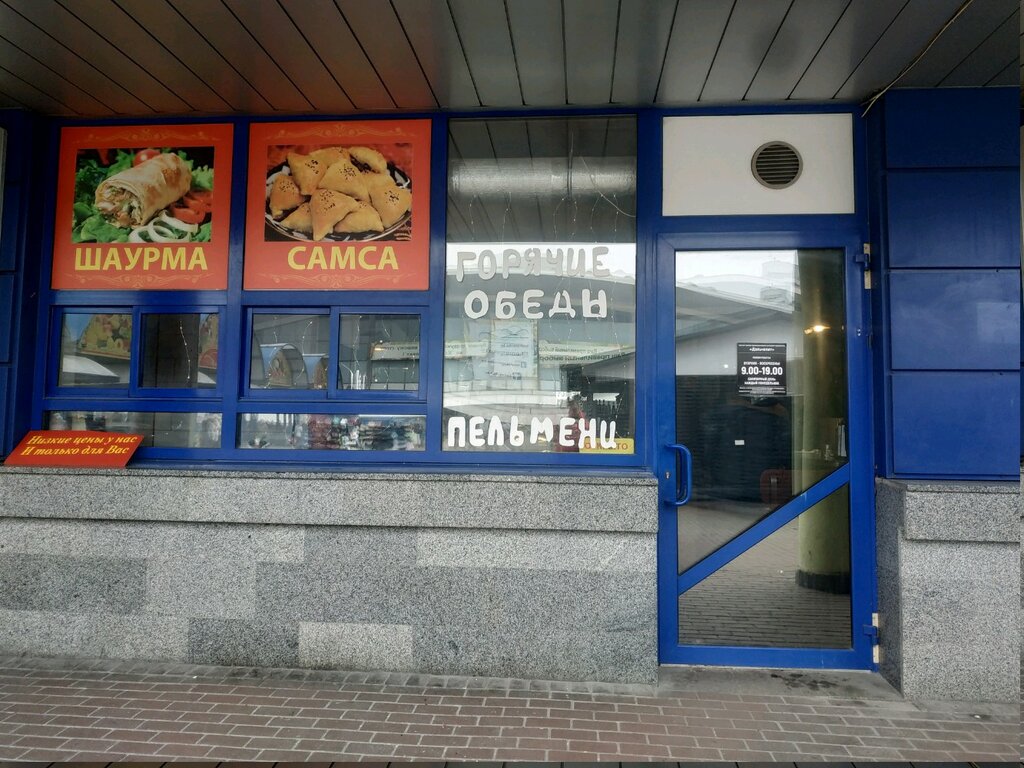 ШАУРМА
САМСА
ГОРЯЧИЕ
ОБЕДЫ
ПЕЛЬМЕНИ
Низкие цены у нас
И только для Вас
9.00-19.00